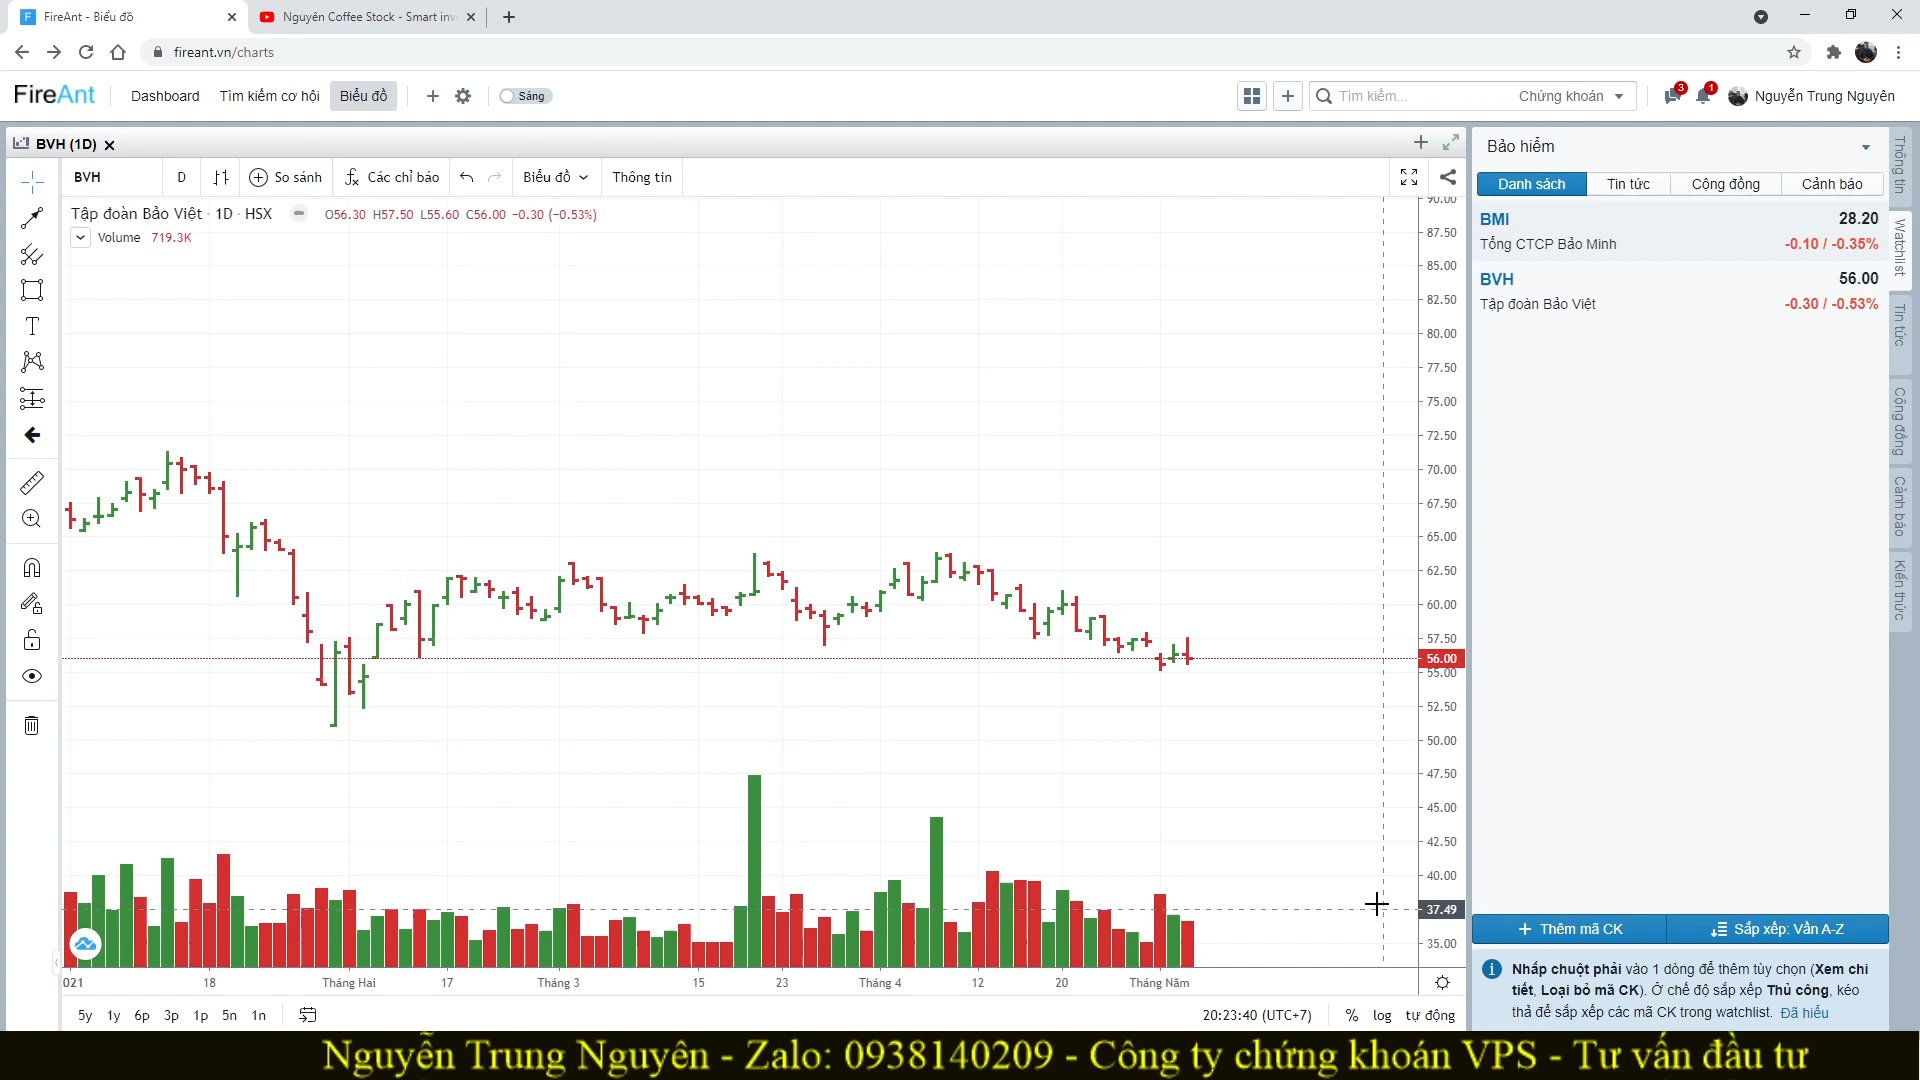 FireAnt - Biểu đồ
Nguyên Coffee Stock - Smart inv
fireant.vn/charts
FireAnt
Dashboard
Tìm kiếm cơ hội
Biểu đồ
Sáng
Tìm kiếm...
Chứng khoán
3
1
Nguyễn Trung Nguyên
BVH (1D)
BVH
D
So sánh
Các chỉ báo
Biểu đồ
Thông tin
Tập đoàn Bảo Việt · 1D · HSX
O56.30 H57.50 L55.60 C56.00 −0.30 (−0.53%)
Volume 719.3K
90.00
87.50
85.00
82.50
80.00
77.50
75.00
72.50
70.00
67.50
65.00
62.50
60.00
57.50
56.00
55.00
52.50
50.00
47.50
45.00
42.50
40.00
37.49
35.00
021
18
Tháng Hai
17
Tháng 3
15
23
Tháng 4
12
20
Tháng Năm
5y 1y 6p 3p 1p 5n 1n
20:23:40 (UTC+7)
% log tự động
Bảo hiểm
Danh sách
Tin tức
Cộng đồng
Cảnh báo
BMI 28.20
Tổng CTCP Bảo Minh -0.10 / -0.35%
BVH 56.00
Tập đoàn Bảo Việt -0.30 / -0.53%
Thêm mã CK
Sắp xếp: Vần A-Z
Nhấp chuột phải vào 1 dòng để thêm tùy chọn (Xem chi
tiết, Loại bỏ mã CK). Ở chế độ sắp xếp Thủ công, kéo
thả để sắp xếp các mã CK trong watchlist. Đã hiểu
Thông tin
Watchlist
Tin tức
Cộng đồng
Cảnh báo
Kiến thức
Nguyễn Trung Nguyên - Zalo: 0938140209 - Công ty chứng khoán VPS - Tư vấn đầu tư